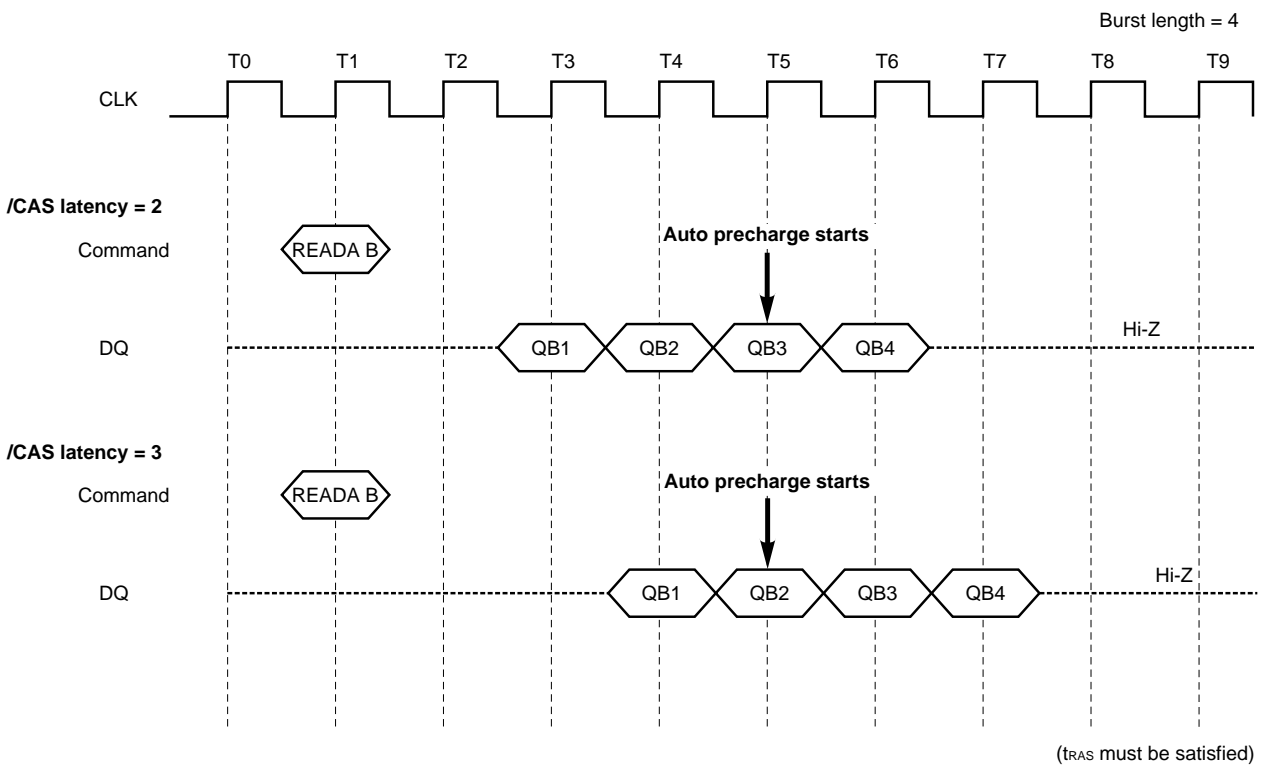 Burst length = 4
T0 T1 T2 T3 T4 T5 T6 T7 T8 T9
CLK
/CAS latency = 2
Command READA B Auto precharge starts
DQ QB1 QB2 QB3 QB4 Hi-Z
/CAS latency = 3
Command READA B Auto precharge starts
DQ QB1 QB2 QB3 QB4 Hi-Z
(tRAS must be satisfied)